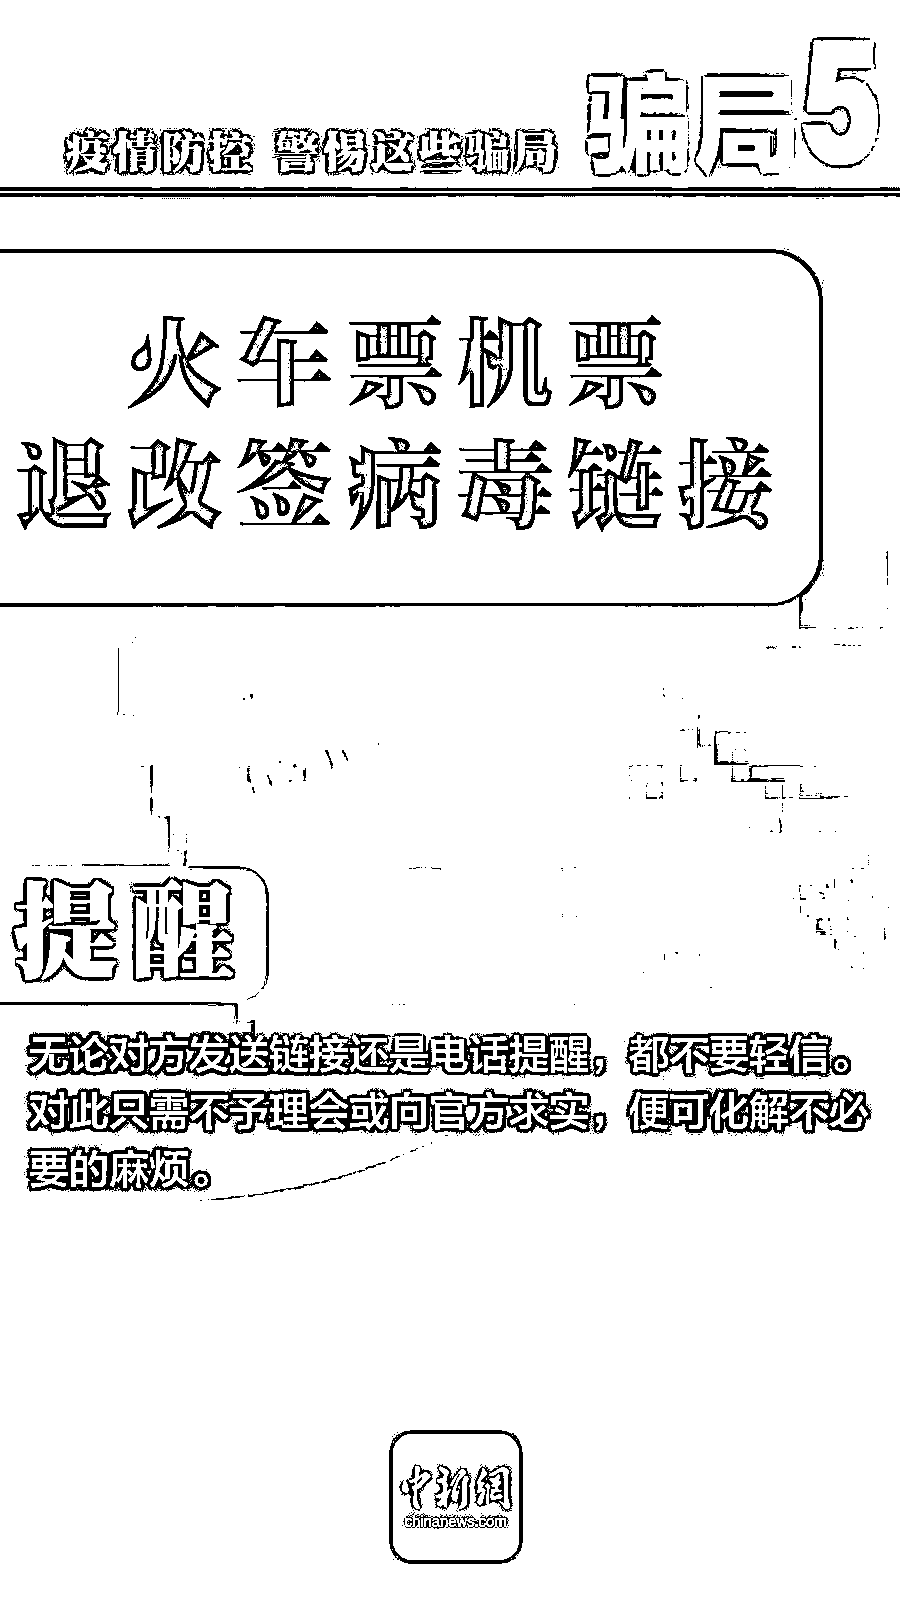 疫情防控 警惕这些骗局 骗局5
火车票机票
退改签病毒链接
提醒
无论对方发送链接还是电话提醒，都不要轻信。
对此只需不予理会或向官方求实，便可化解不必
要的麻烦。
中新網
chinanews.com